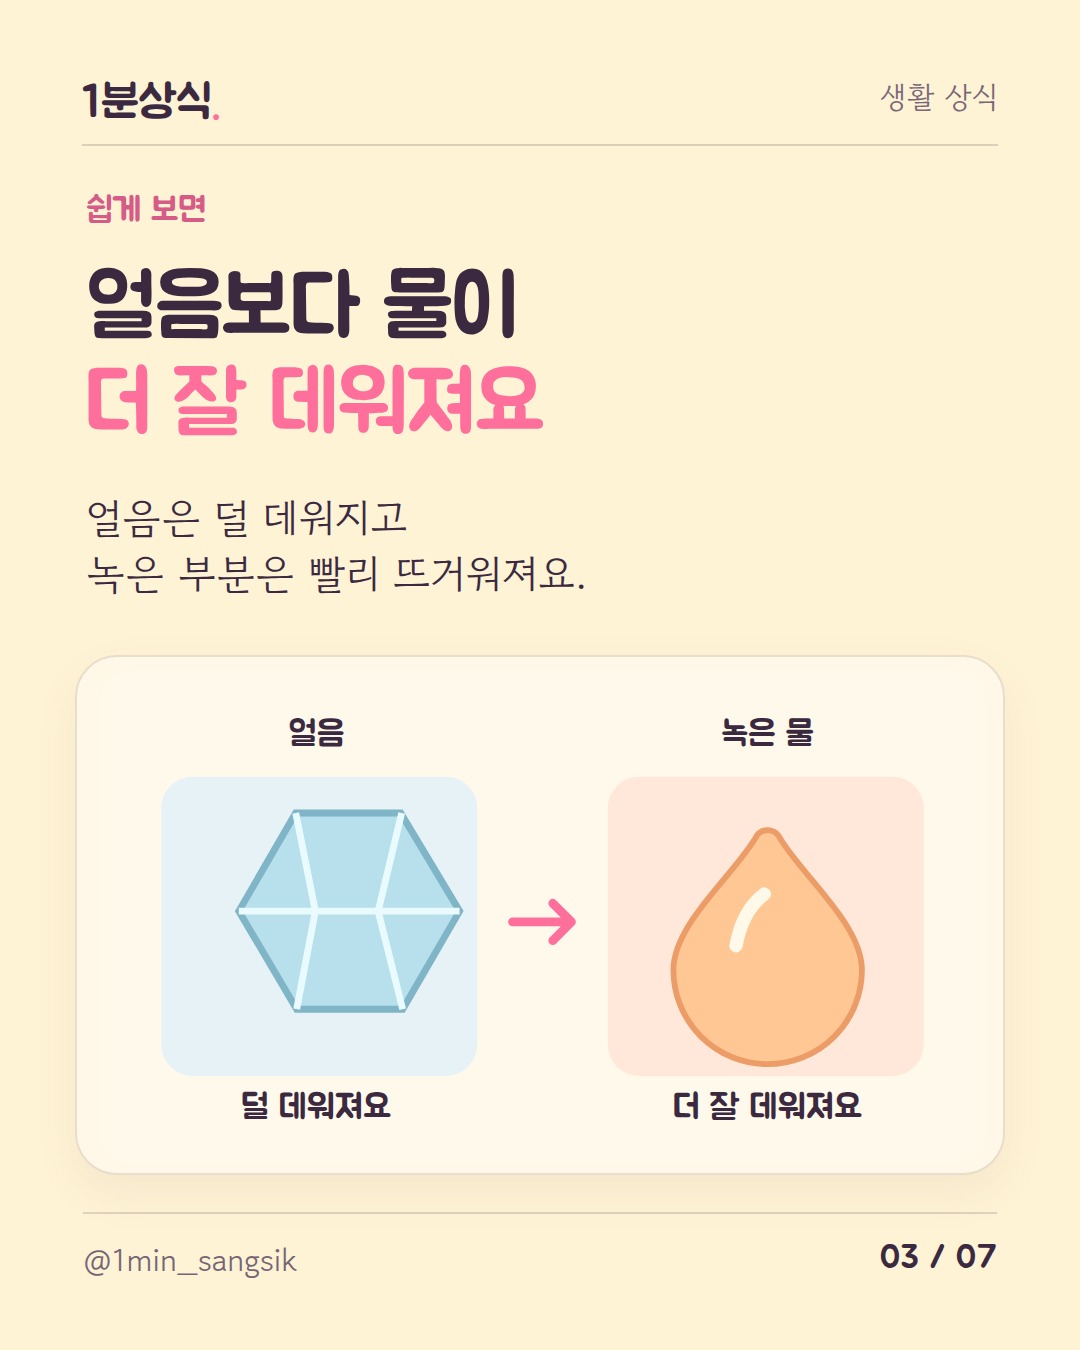 1분상식.
생활 상식
쉽게 보면
얼음보다 물이
더 잘 데워져요
얼음은 덜 데워지고
녹은 부분은 빨리 뜨거워져요.
얼음
녹은 물
덜 데워져요
더 잘 데워져요
@1min_sangsik
03 / 07